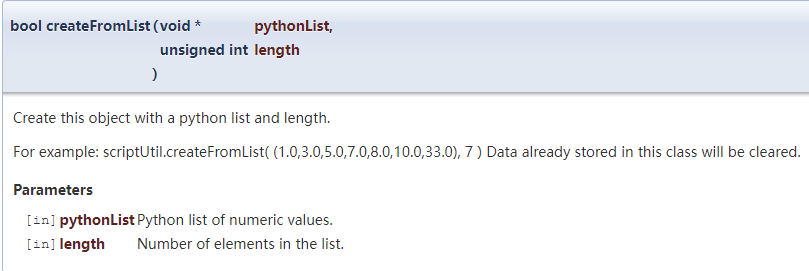 bool createFromList ( void * pythonList,
unsigned int length
)
Create this object with a python list and length.
For example: scriptUtil.createFromList( (1.0,3.0,5.0,7.0,8.0,10.0,33.0), 7 ) Data already stored in this class will be cleared.
Parameters
[in] pythonList Python list of numeric values.
[in] length Number of elements in the list.